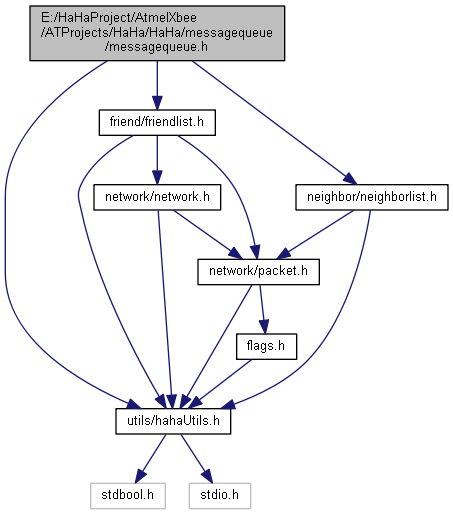 E:/HaHaProject/AtmelXbee
/ATProjects/HaHa/HaHa/messagequeue
/messagequeue.h
friend/friendlist.h
network/network.h
neighbor/neighborlist.h
network/packet.h
flags.h
utils/hahaUtils.h
stdbool.h
stdio.h